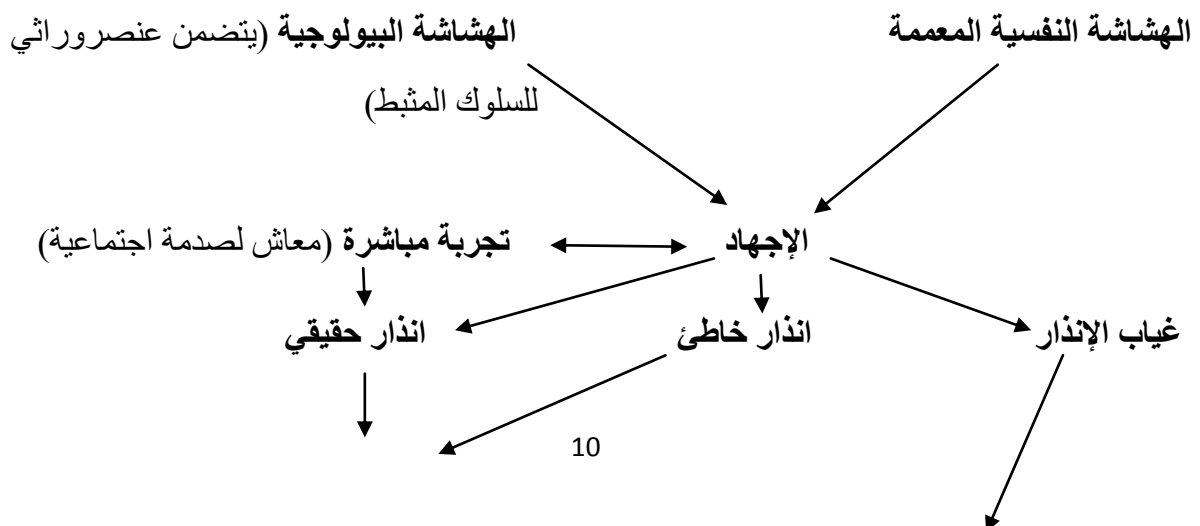 الهشاشة النفسية المعممة
الهشاشة البيولوجية (يتضمن عنصروراثي
للسلوك المثبط)
الإجهاد
تجربة مباشرة (معاش لصدمة اجتماعية)
غياب الإنذار
انذار خاطئ
انذار حقيقي
10